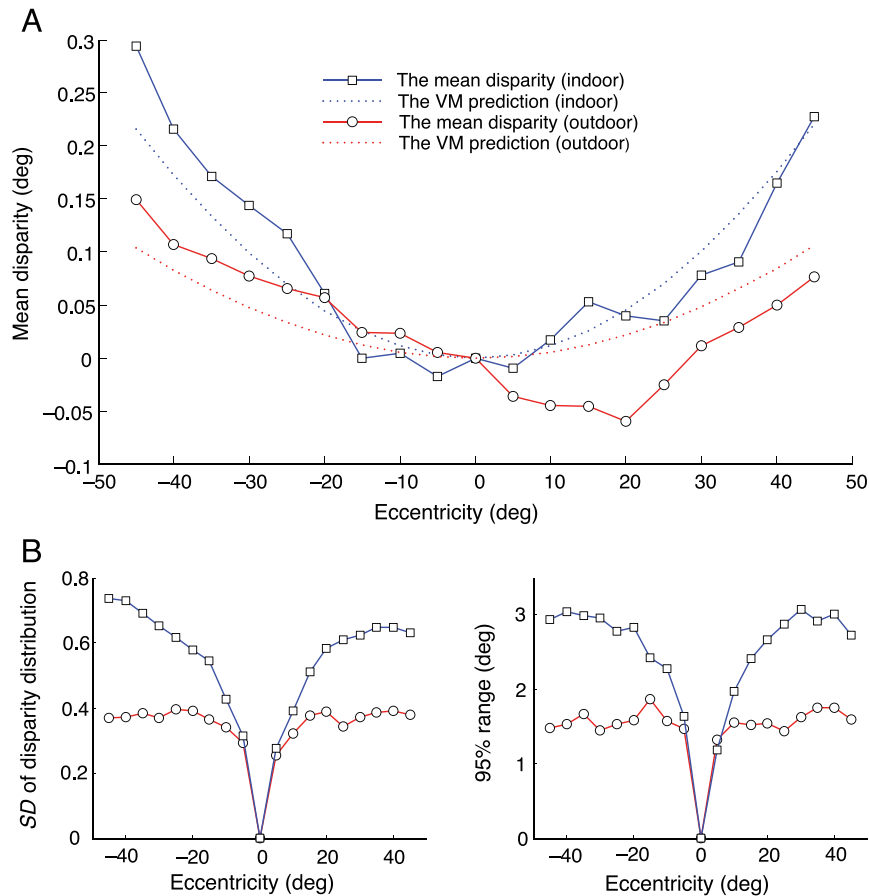 A
0.3
0.25
0.2
0.15
0.1
0.05
0
−0.05
−0.1
Mean disparity (deg)
The mean disparity (indoor)
The VM prediction (indoor)
The mean disparity (outdoor)
The VM prediction (outdoor)
−50 −40 −30 −20 −10 0 10 20 30 40 50
Eccentricity (deg)
B
0.8
0.6
0.4
0.2
0
SD of disparity distribution
−40 −20 0 20 40
Eccentricity (deg)
3
2
1
0
95% range (deg)
−40 −20 0 20 40
Eccentricity (deg)